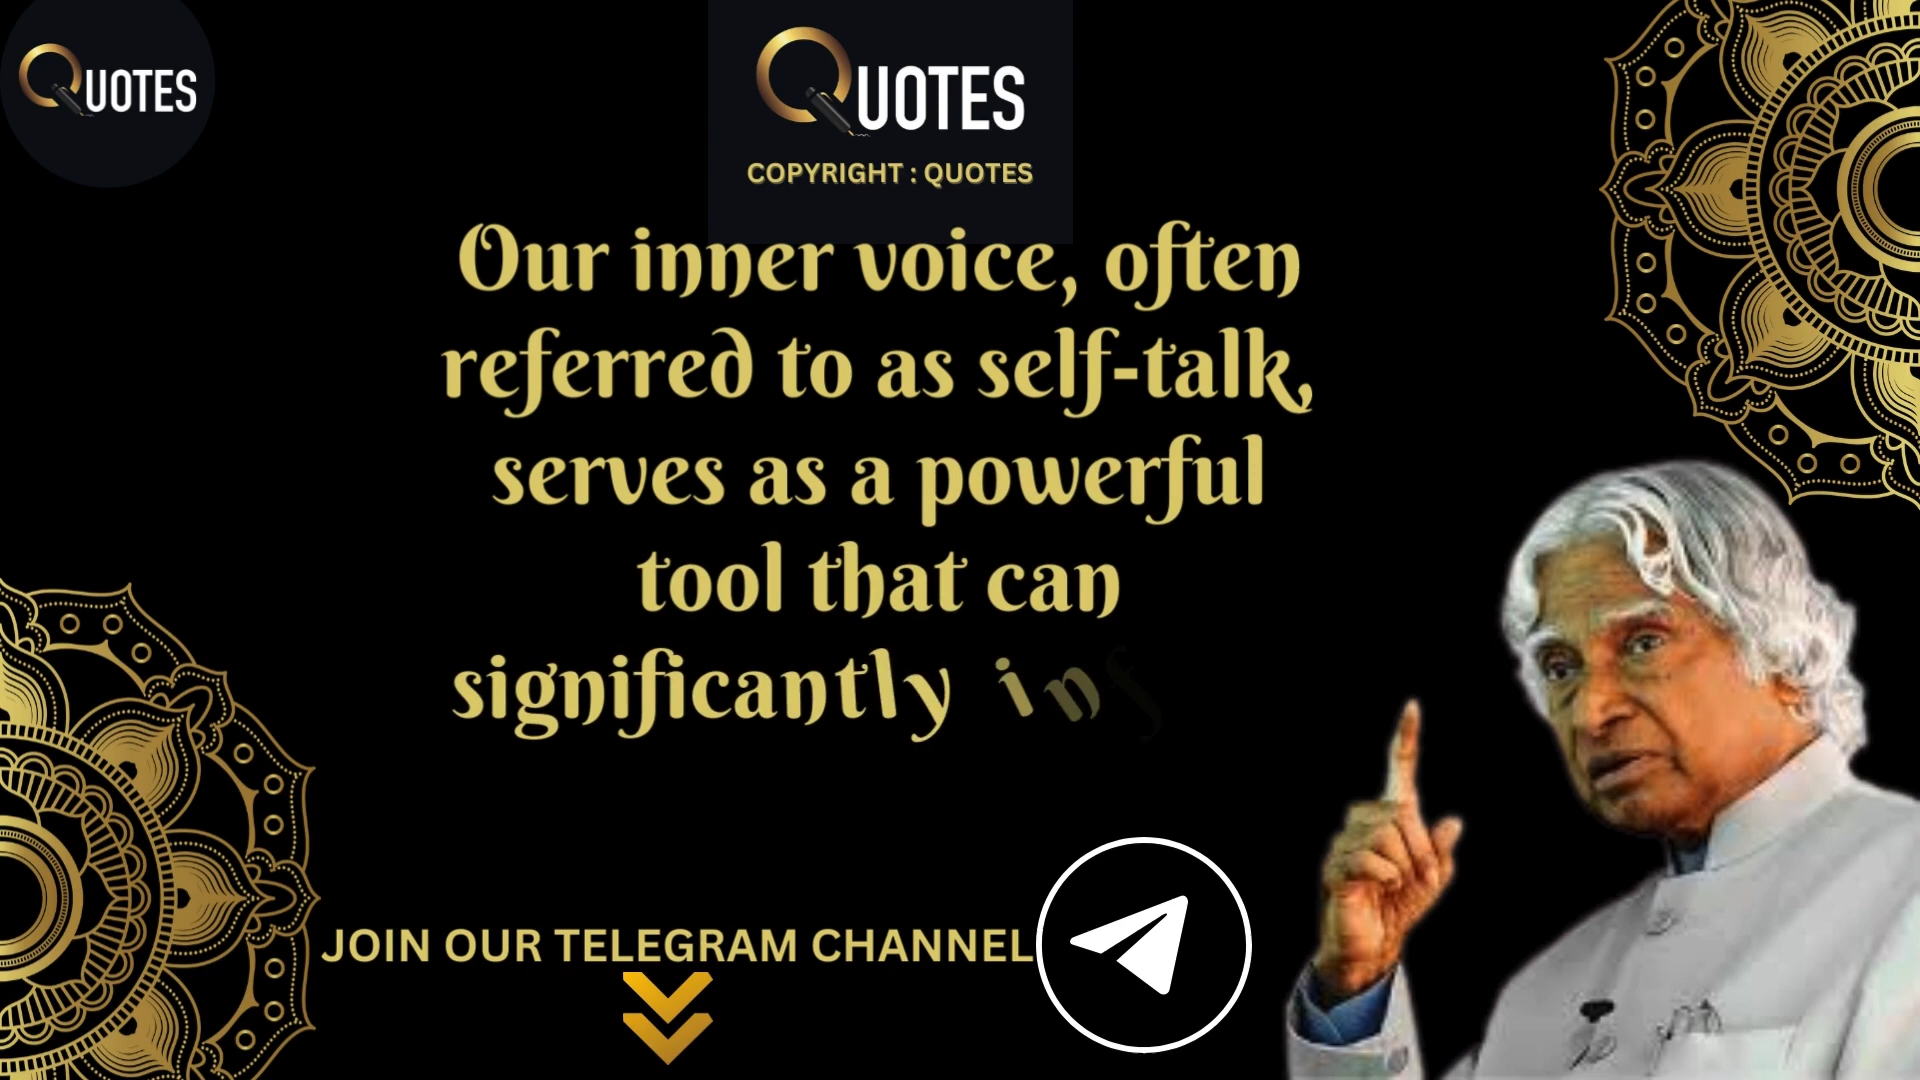 QUOTES
QUOTES
COPYRIGHT : QUOTES
Our inner voice, often
referred to as self-talk,
serves as a powerful
tool that can
significantly inf
JOIN OUR TELEGRAM CHANNEL